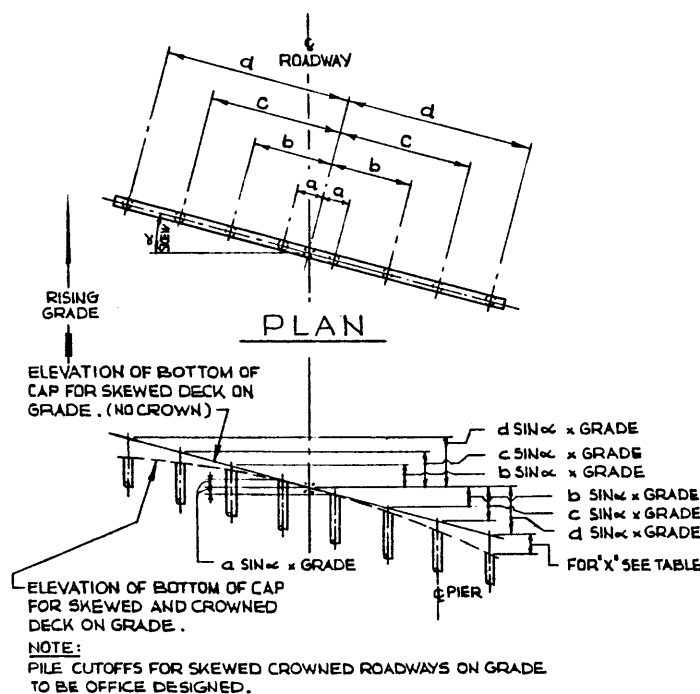 ℄
ROADWAY
d
d
c
c
b
b
a
a
α
SKEW
RISING
GRADE
PLAN
ELEVATION OF BOTTOM OF
CAP FOR SKEWED DECK ON
GRADE. (NO CROWN)
d SIN α x GRADE
c SIN α x GRADE
b SIN α x GRADE
b SIN α x GRADE
c SIN α x GRADE
d SIN α x GRADE
a SIN α x GRADE
FOR "X" SEE TABLE
℄ PIER
ELEVATION OF BOTTOM OF CAP
FOR SKEWED AND CROWNED
DECK ON GRADE.
NOTE:
PILE CUTOFFS FOR SKEWED CROWNED ROADWAYS ON GRADE
TO BE OFFICE DESIGNED.